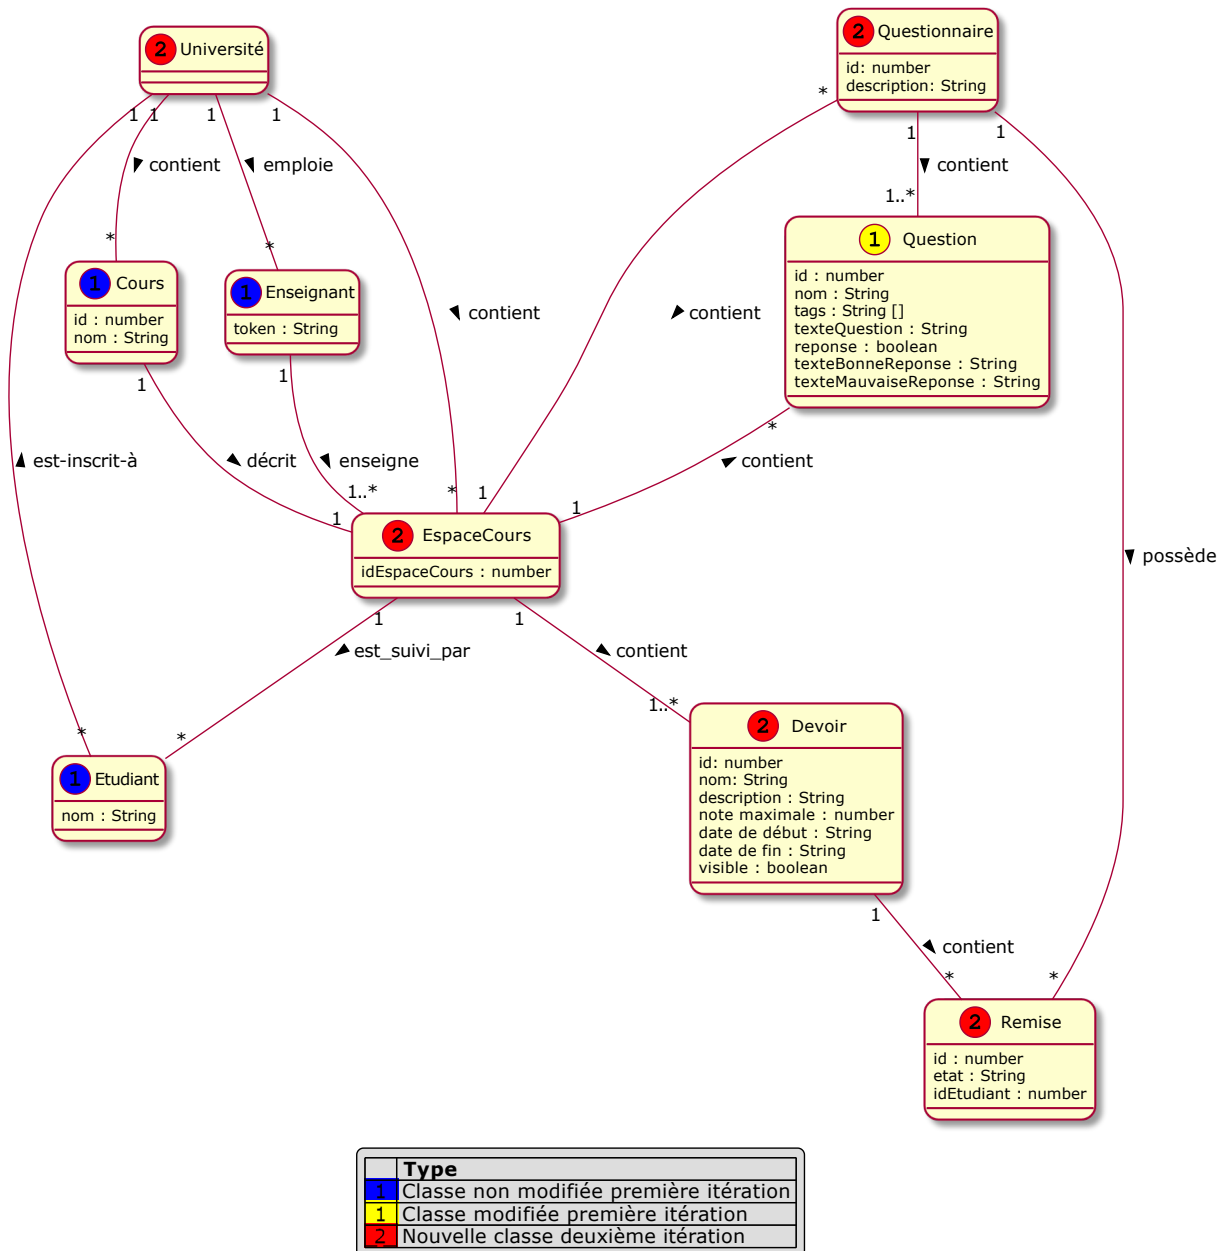 2 Université
2 Questionnaire
id: number
description: String
1
1
1
1
*
1
1
contient
emploie
contient
1..*
*
*
1 Cours
id : number
nom : String
1 Enseignant
token : String
1 Question
id : number
nom : String
tags : String []
texteQuestion : String
reponse : boolean
texteBonneReponse : String
texteMauvaiseReponse : String
contient
contient
1
1
*
est-inscrit-à
décrit
enseigne
contient
1..*
*
1
1
1
2 EspaceCours
idEspaceCours : number
possède
1
1
est_suivi_par
contient
*
*
1..*
1 Etudiant
nom : String
2 Devoir
id: number
nom: String
description : String
note maximale : number
date de début : String
date de fin : String
visible : boolean
1
contient
*
*
2 Remise
id : number
etat : String
idEtudiant : number
Type
1 Classe non modifiée première itération
1 Classe modifiée première itération
2 Nouvelle classe deuxième itération